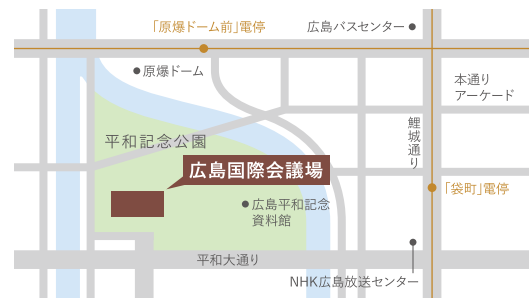 「原爆ドーム前」電停
広島バスセンター
原爆ドーム
本通り
アーケード
鯉城通り
平和記念公園
広島国際会議場
「袋町」電停
広島平和記念
資料館
平和大通り
NHK広島放送センター